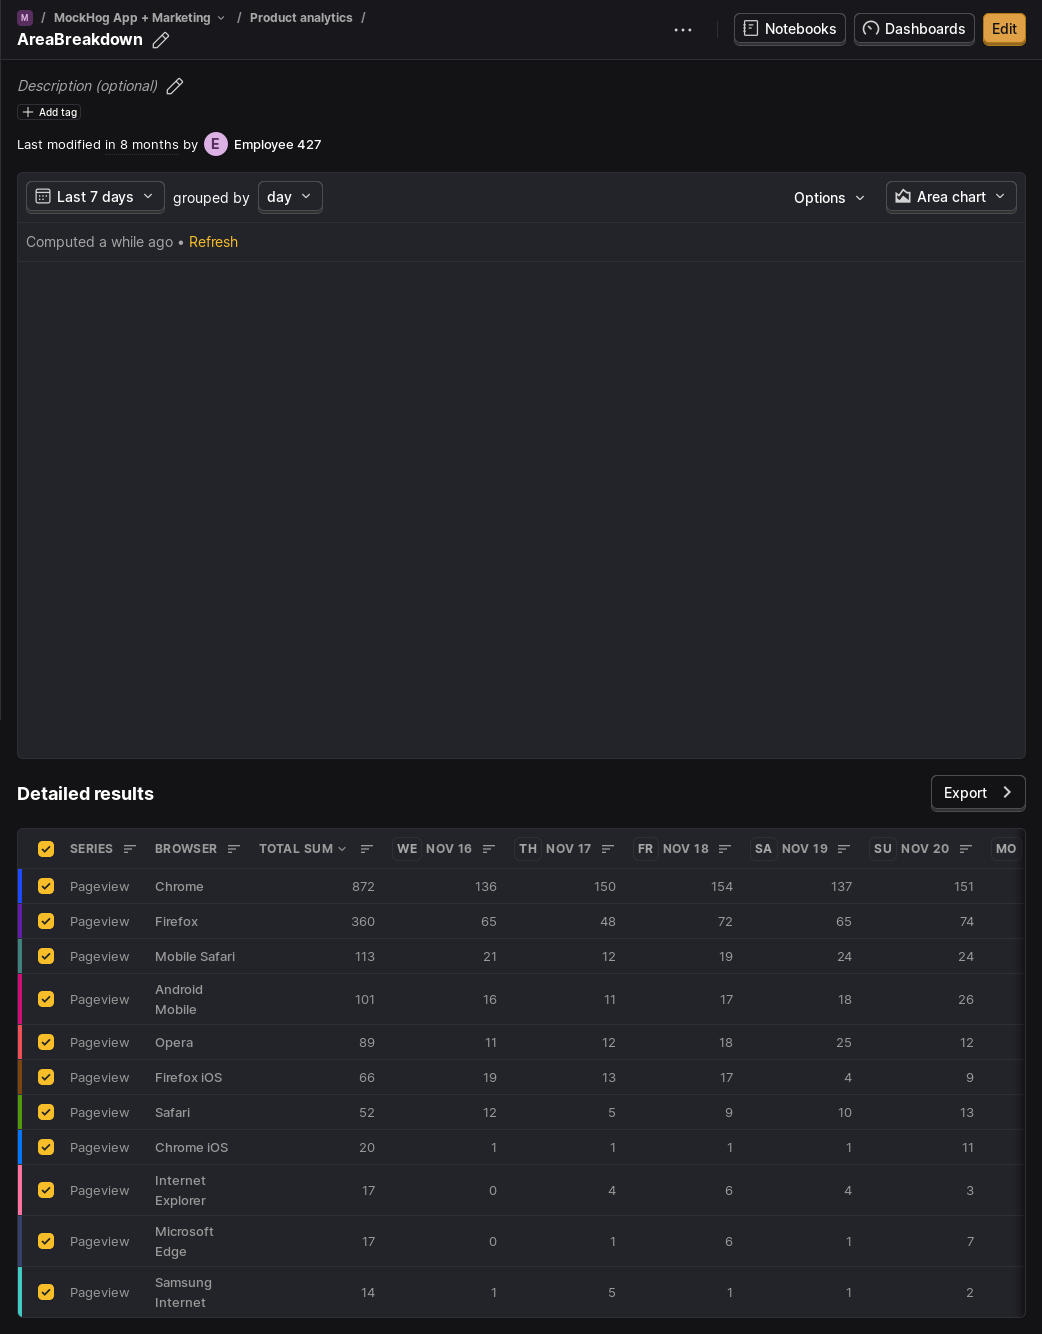 M / MockHog App + Marketing / Product analytics /
AreaBreakdown
Notebooks Dashboards Edit
Description (optional)
Add tag
Last modified in 8 months by E Employee 427
Last 7 days grouped by day Options Area chart
Computed a while ago • Refresh
Detailed results
Export
SERIES BROWSER TOTAL SUM WE NOV 16 TH NOV 17 FR NOV 18 SA NOV 19 SU NOV 20 MO
Pageview Chrome 872 136 150 154 137 151
Pageview Firefox 360 65 48 72 65 74
Pageview Mobile Safari 113 21 12 19 24 24
Pageview Android Mobile 101 16 11 17 18 26
Pageview Opera 89 11 12 18 25 12
Pageview Firefox iOS 66 19 13 17 4 9
Pageview Safari 52 12 5 9 10 13
Pageview Chrome iOS 20 1 1 1 1 11
Pageview Internet Explorer 17 0 4 6 4 3
Pageview Microsoft Edge 17 0 1 6 1 7
Pageview Samsung Internet 14 1 5 1 1 2